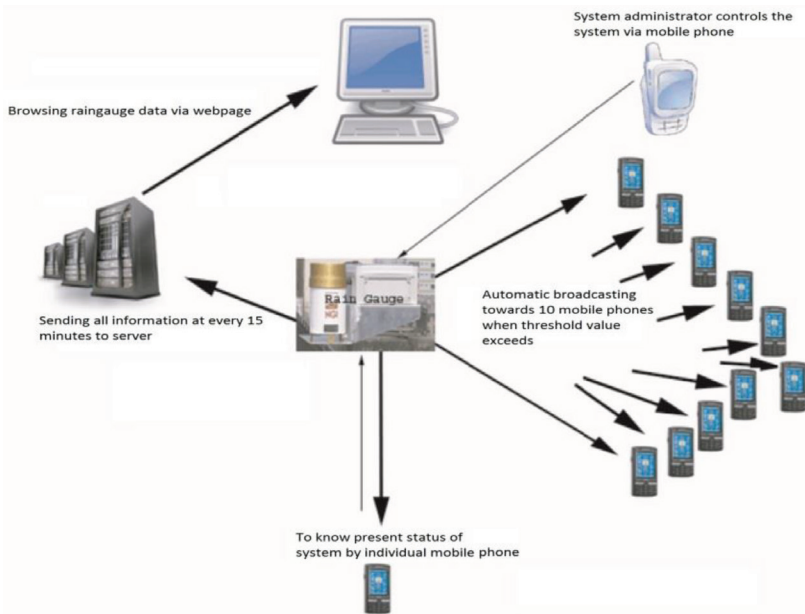 System administrator controls the
system via mobile phone
Browsing raingauge data via webpage
Rain Gauge
NGI
Automatic broadcasting
towards 10 mobile phones
when threshold value
exceeds
Sending all information at every 15
minutes to server
To know present status of
system by individual mobile phone